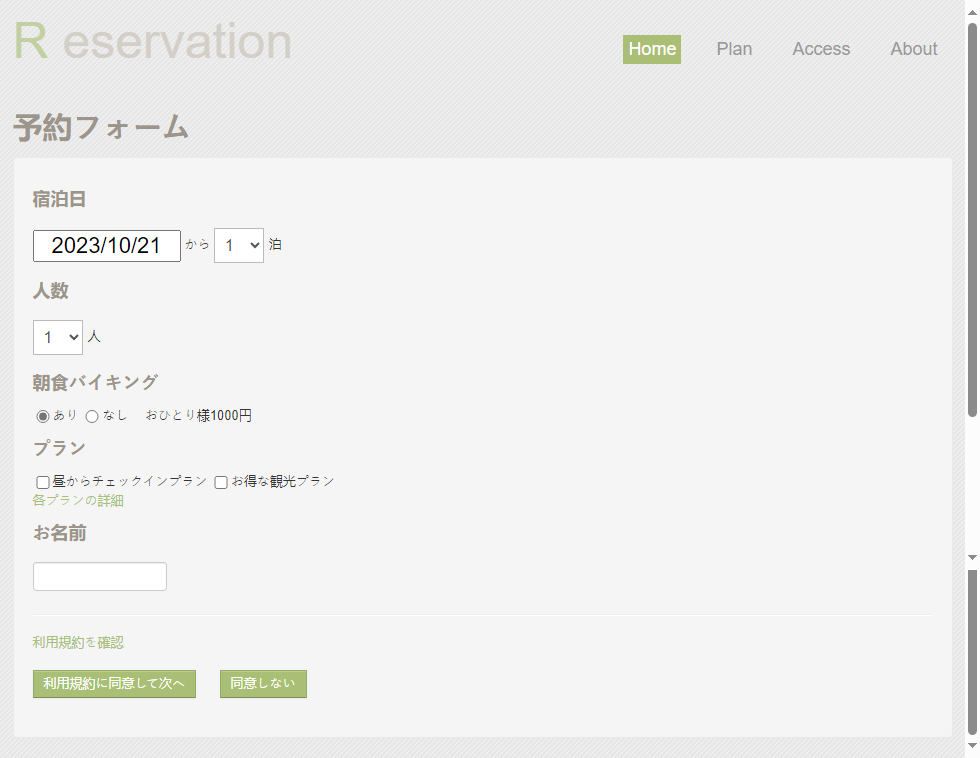 R eservation
Home Plan Access About
予約フォーム
宿泊日
2023/10/21 から 1 泊
人数
1 人
朝食バイキング
あり なし おひとり様1000円
プラン
昼からチェックインプラン お得な観光プラン
各プランの詳細
お名前
利用規約を確認
利用規約に同意して次へ 同意しない